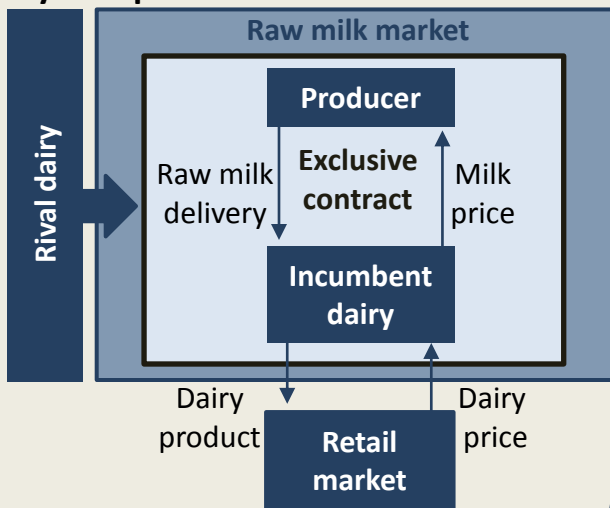 Raw milk market
Rival dairy
Producer
Raw milk
delivery
Exclusive
contract
Milk
price
Incumbent
dairy
Dairy
product
Dairy
price
Retail
market